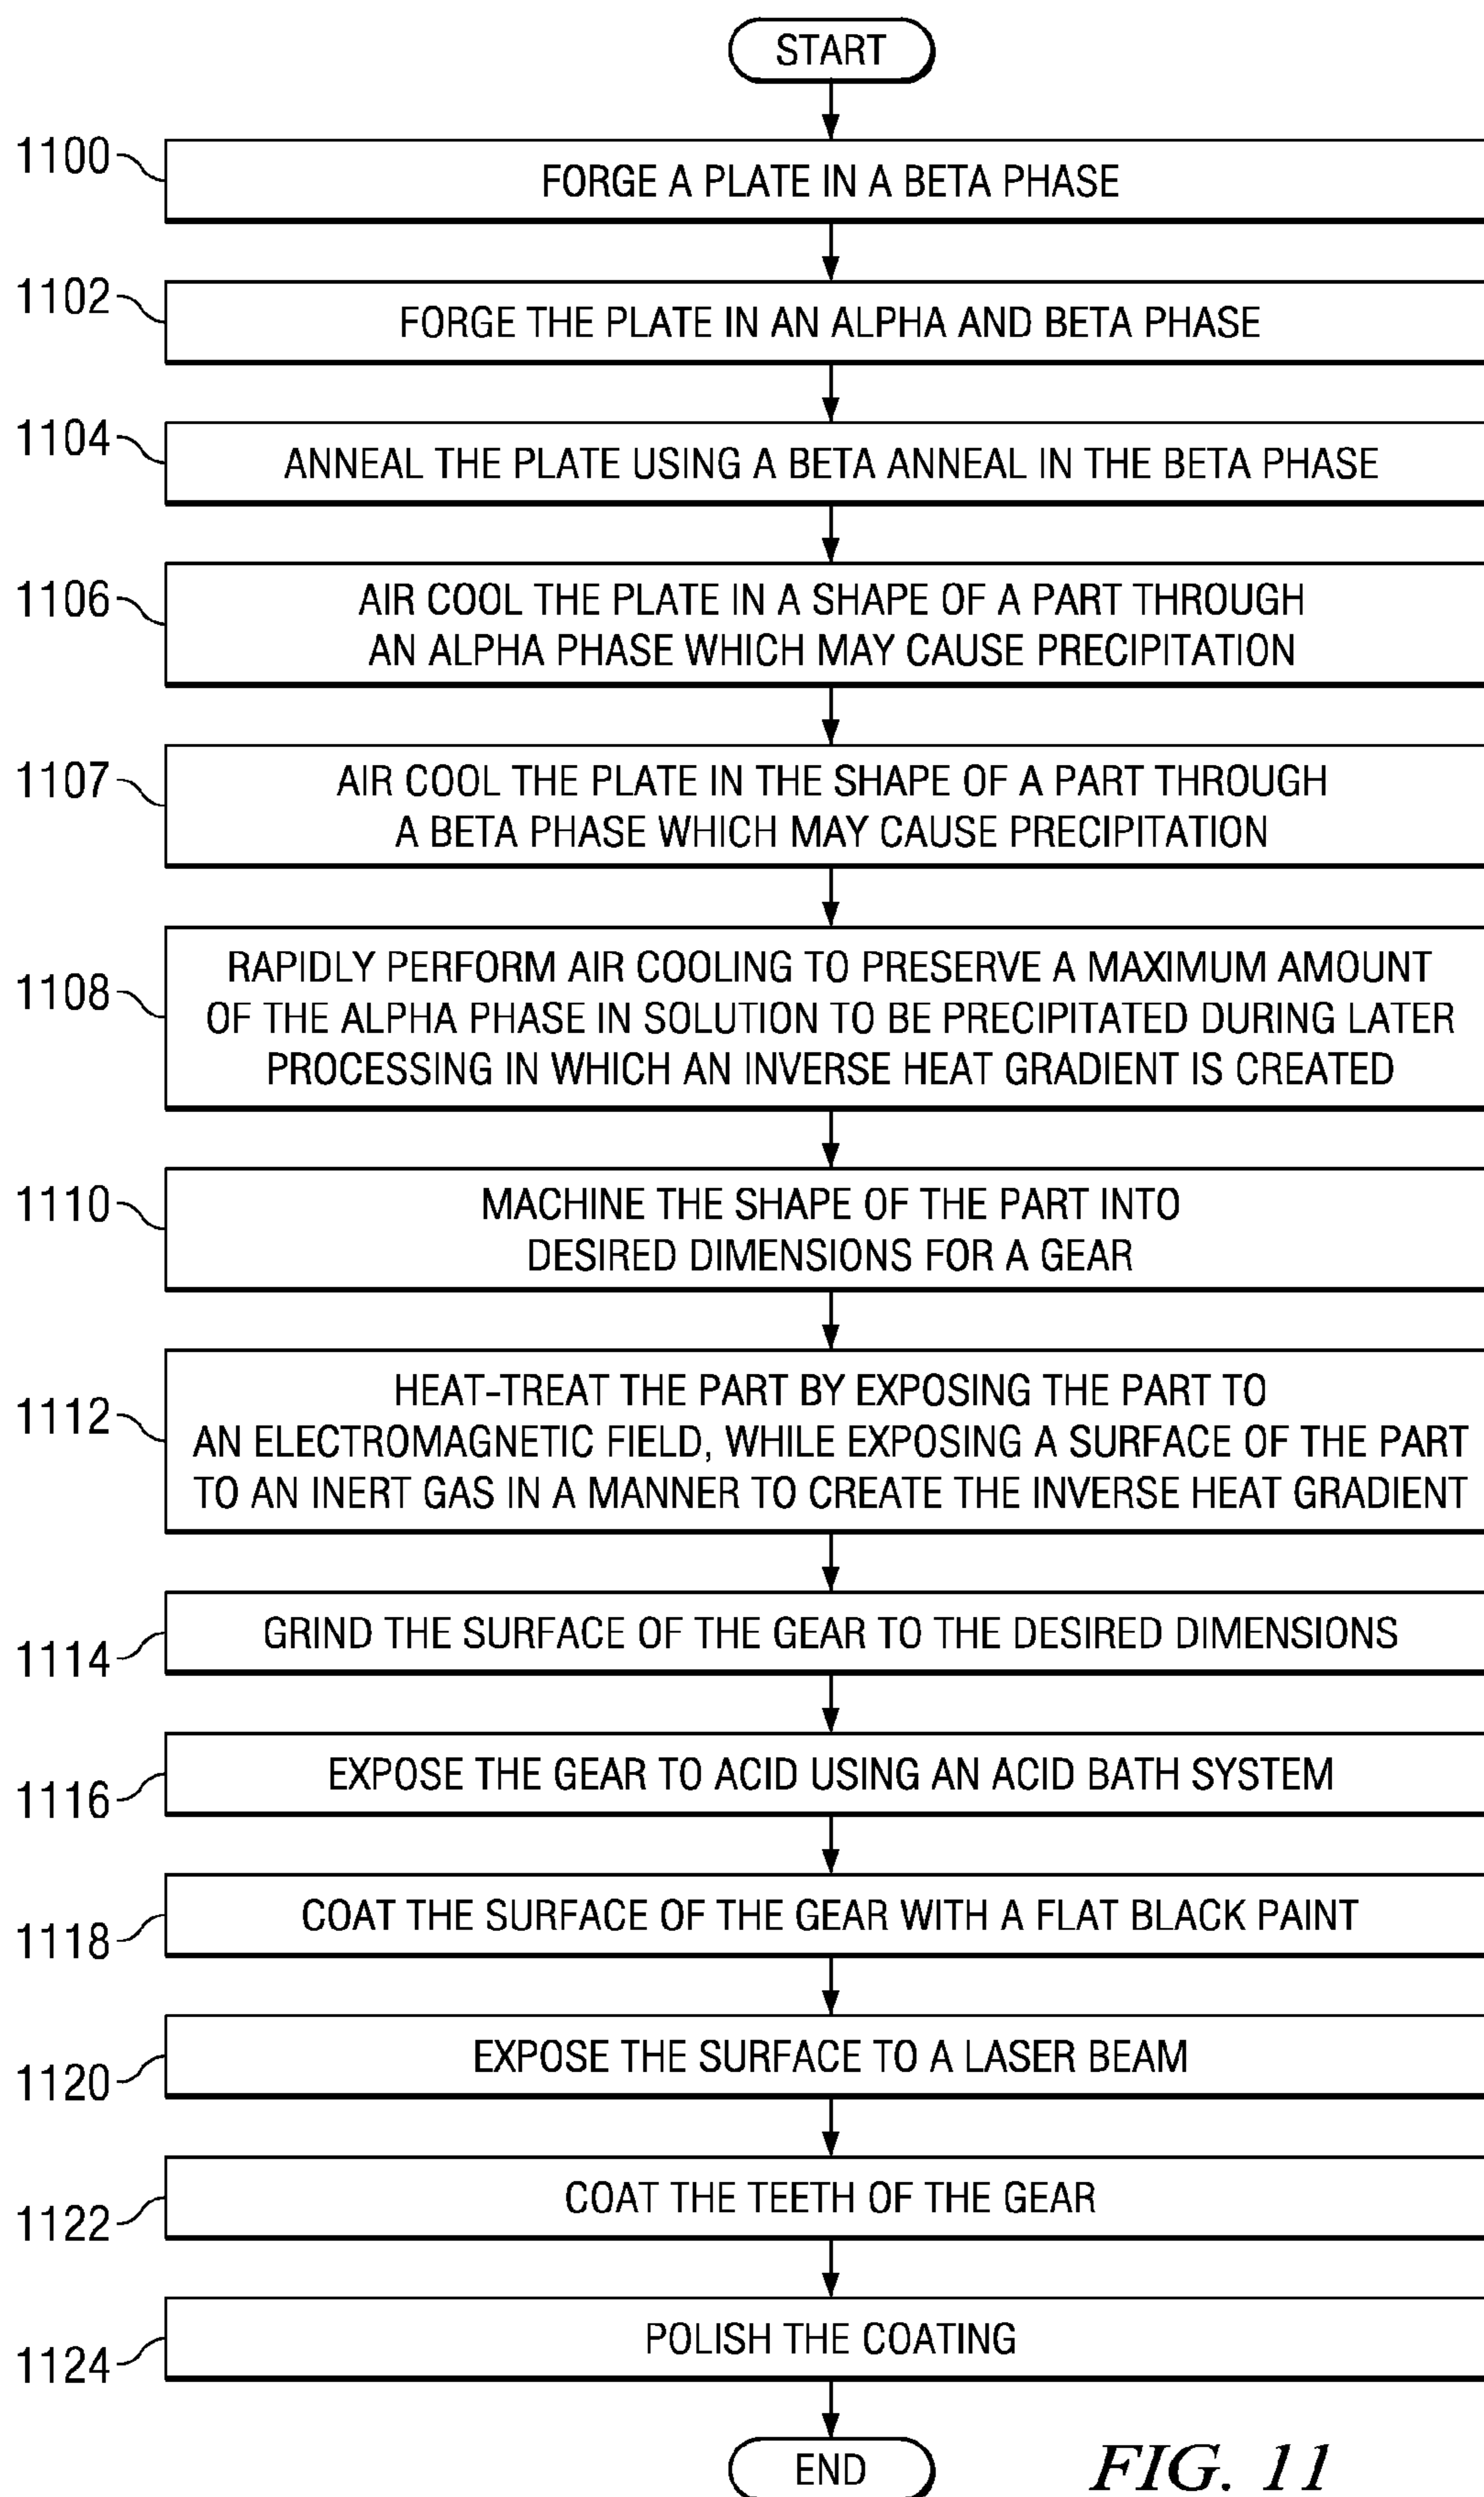 START
1100
FORGE A PLATE IN A BETA PHASE
1102
FORGE THE PLATE IN AN ALPHA AND BETA PHASE
1104
ANNEAL THE PLATE USING A BETA ANNEAL IN THE BETA PHASE
1106
AIR COOL THE PLATE IN A SHAPE OF A PART THROUGH
AN ALPHA PHASE WHICH MAY CAUSE PRECIPITATION
1107
AIR COOL THE PLATE IN THE SHAPE OF A PART THROUGH
A BETA PHASE WHICH MAY CAUSE PRECIPITATION
1108
RAPIDLY PERFORM AIR COOLING TO PRESERVE A MAXIMUM AMOUNT
OF THE ALPHA PHASE IN SOLUTION TO BE PRECIPITATED DURING LATER
PROCESSING IN WHICH AN INVERSE HEAT GRADIENT IS CREATED
1110
MACHINE THE SHAPE OF THE PART INTO
DESIRED DIMENSIONS FOR A GEAR
1112
HEAT-TREAT THE PART BY EXPOSING THE PART TO
AN ELECTROMAGNETIC FIELD, WHILE EXPOSING A SURFACE OF THE PART
TO AN INERT GAS IN A MANNER TO CREATE THE INVERSE HEAT GRADIENT
1114
GRIND THE SURFACE OF THE GEAR TO THE DESIRED DIMENSIONS
1116
EXPOSE THE GEAR TO ACID USING AN ACID BATH SYSTEM
1118
COAT THE SURFACE OF THE GEAR WITH A FLAT BLACK PAINT
1120
EXPOSE THE SURFACE TO A LASER BEAM
1122
COAT THE TEETH OF THE GEAR
1124
POLISH THE COATING
END
FIG. 11